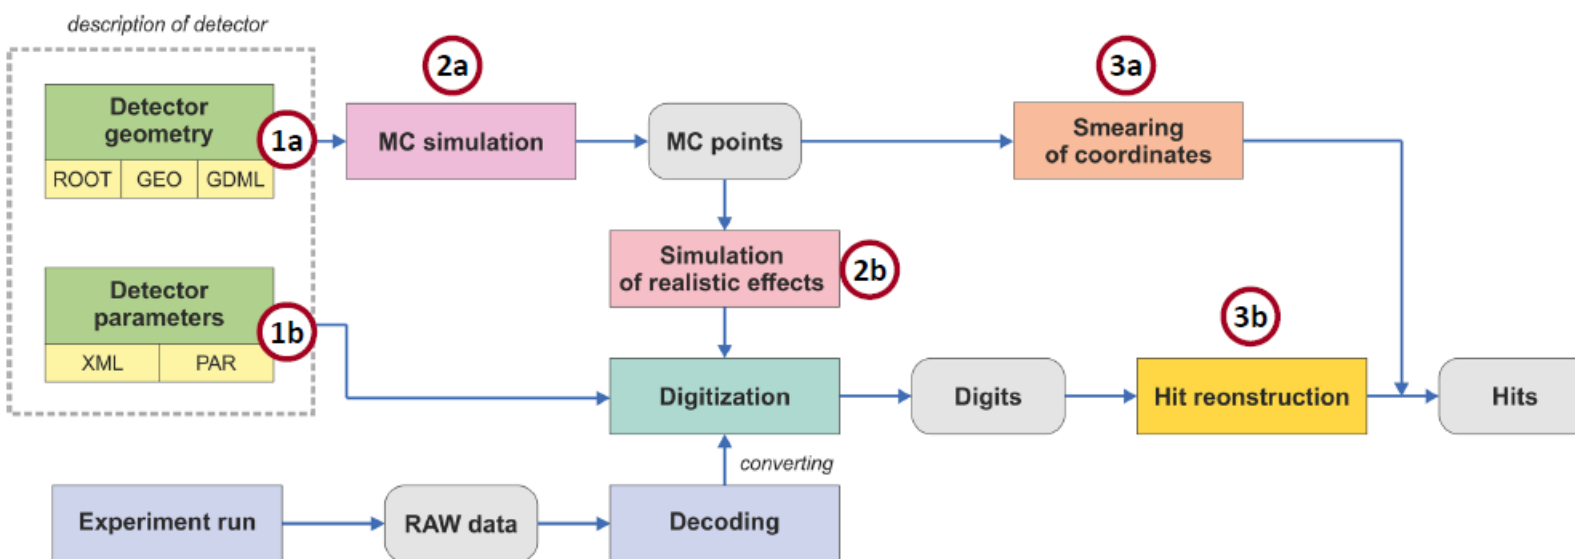 description of detector
Detector
geometry
1a
ROOT GEO GDML
2a
MC simulation
MC points
3a
Smearing
of coordinates
Simulation
of realistic effects
2b
Detector
parameters
1b
XML PAR
Digitization
Digits
3b
Hit reonstruction
Hits
converting
Experiment run
RAW data
Decoding